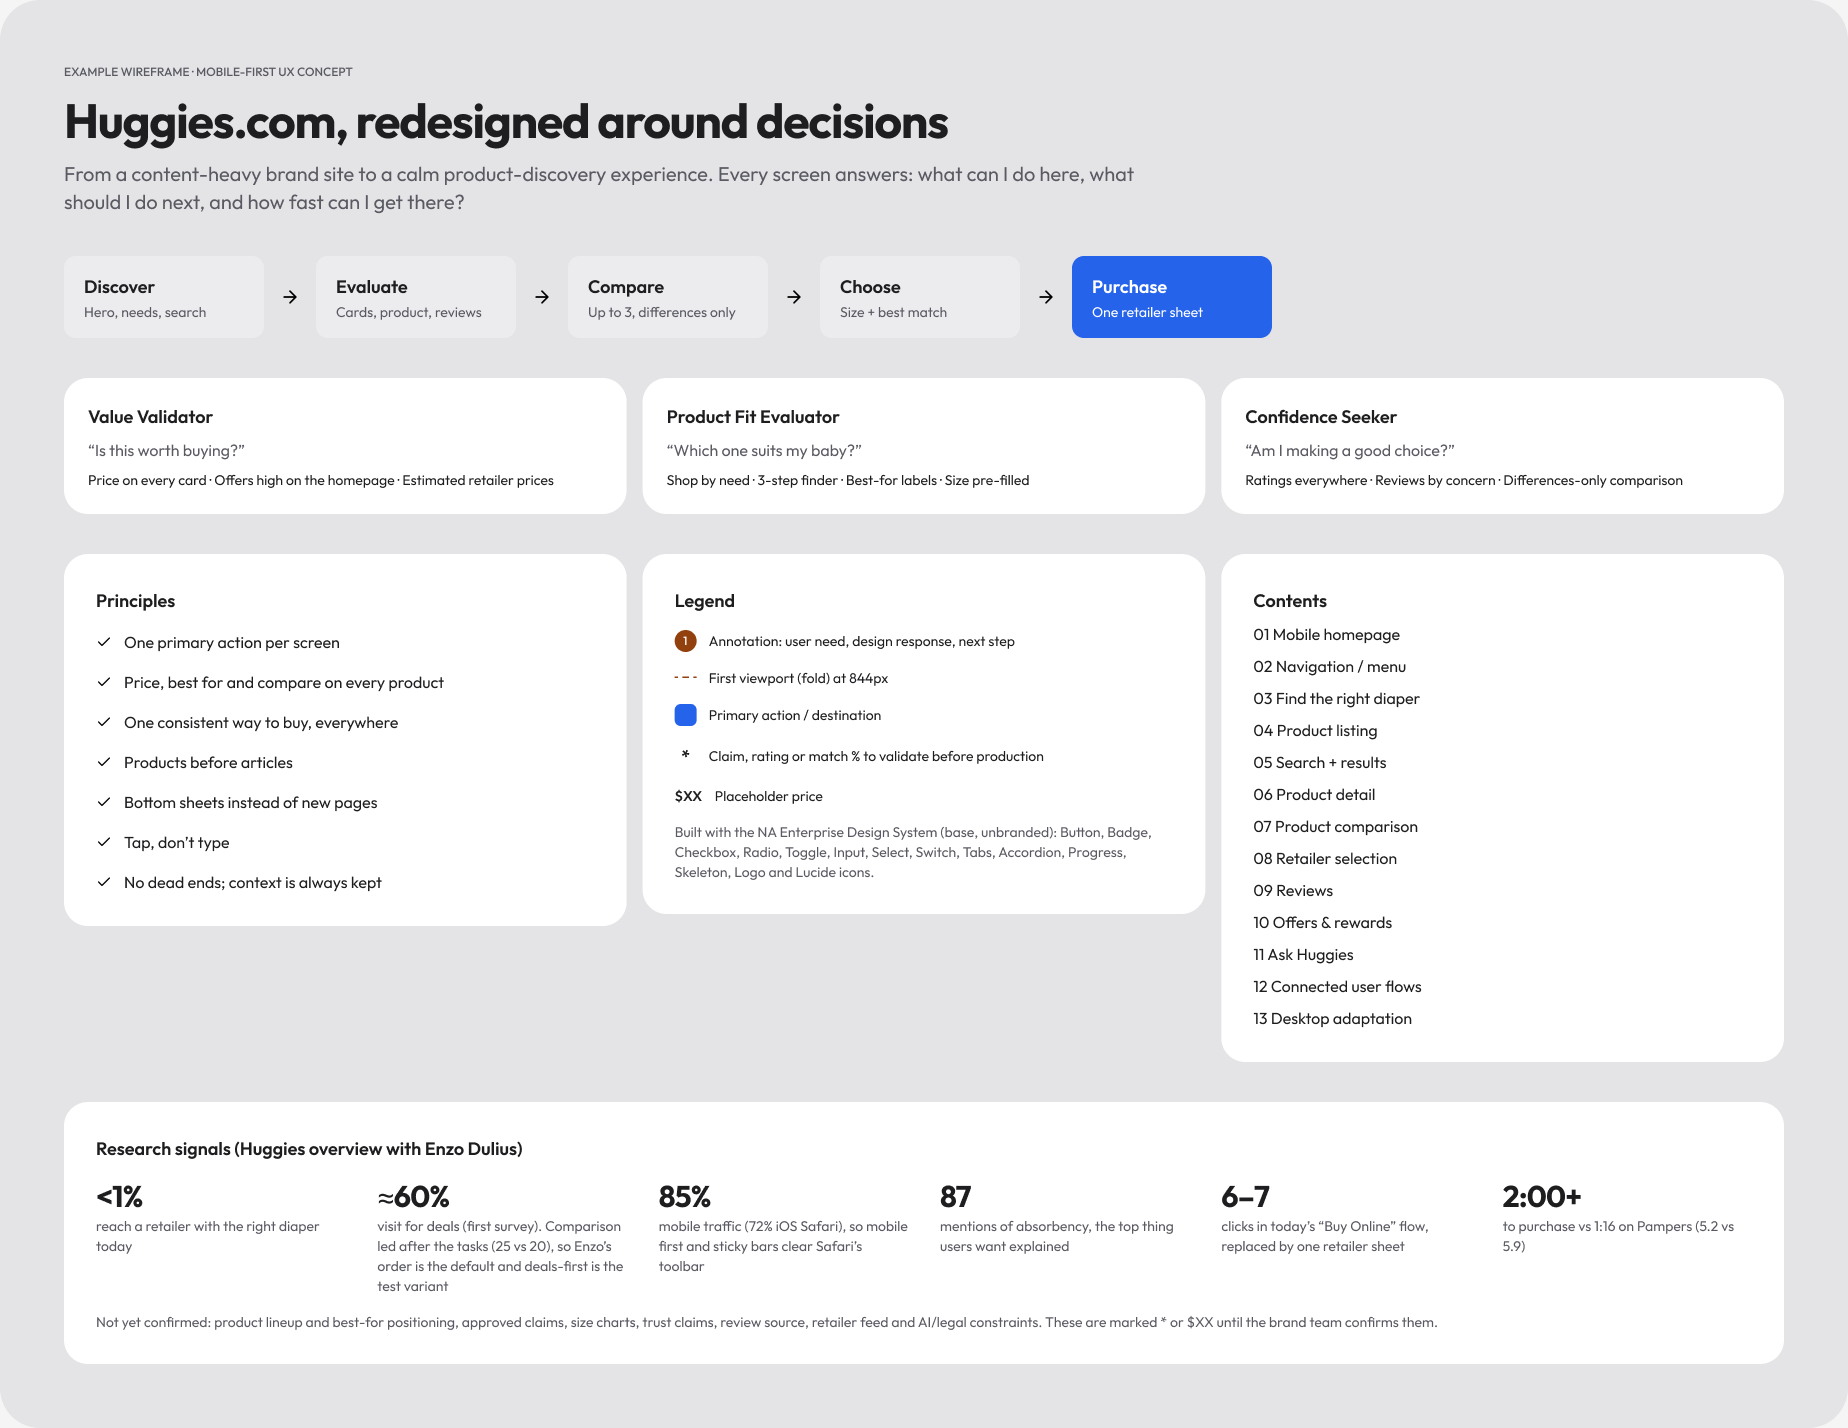 EXAMPLE WIREFRAME · MOBILE-FIRST UX CONCEPT
Huggies.com, redesigned around decisions
From a content-heavy brand site to a calm product-discovery experience. Every screen answers: what can I do here, what
should I do next, and how fast can I get there?
Discover
Hero, needs, search
→
Evaluate
Cards, product, reviews
→
Compare
Up to 3, differences only
→
Choose
Size + best match
→
Purchase
One retailer sheet
Value Validator
“Is this worth buying?”
Price on every card · Offers high on the homepage · Estimated retailer prices
Product Fit Evaluator
“Which one suits my baby?”
Shop by need · 3-step finder · Best-for labels · Size pre-filled
Confidence Seeker
“Am I making a good choice?”
Ratings everywhere · Reviews by concern · Differences-only comparison
Principles
✓ One primary action per screen
✓ Price, best for and compare on every product
✓ One consistent way to buy, everywhere
✓ Products before articles
✓ Bottom sheets instead of new pages
✓ Tap, don’t type
✓ No dead ends; context is always kept
Legend
1 Annotation: user need, design response, next step
First viewport (fold) at 844px
Primary action / destination
* Claim, rating or match % to validate before production
$XX Placeholder price
Built with the NA Enterprise Design System (base, unbranded): Button, Badge,
Checkbox, Radio, Toggle, Input, Select, Switch, Tabs, Accordion, Progress,
Skeleton, Logo and Lucide icons.
Contents
01 Mobile homepage
02 Navigation / menu
03 Find the right diaper
04 Product listing
05 Search + results
06 Product detail
07 Product comparison
08 Retailer selection
09 Reviews
10 Offers & rewards
11 Ask Huggies
12 Connected user flows
13 Desktop adaptation
Research signals (Huggies overview with Enzo Dulius)
<1%
reach a retailer with the right diaper
today
≈60%
visit for deals (first survey). Comparison
led after the tasks (25 vs 20), so Enzo’s
order is the default and deals-first is the
test variant
85%
mobile traffic (72% iOS Safari), so mobile
first and sticky bars clear Safari’s
toolbar
87
mentions of absorbency, the top thing
users want explained
6–7
clicks in today’s “Buy Online” flow,
replaced by one retailer sheet
2:00+
to purchase vs 1:16 on Pampers (5.2 vs
5.9)
Not yet confirmed: product lineup and best-for positioning, approved claims, size charts, trust claims, review source, retailer feed and AI/legal constraints. These are marked * or $XX until the brand team confirms them.